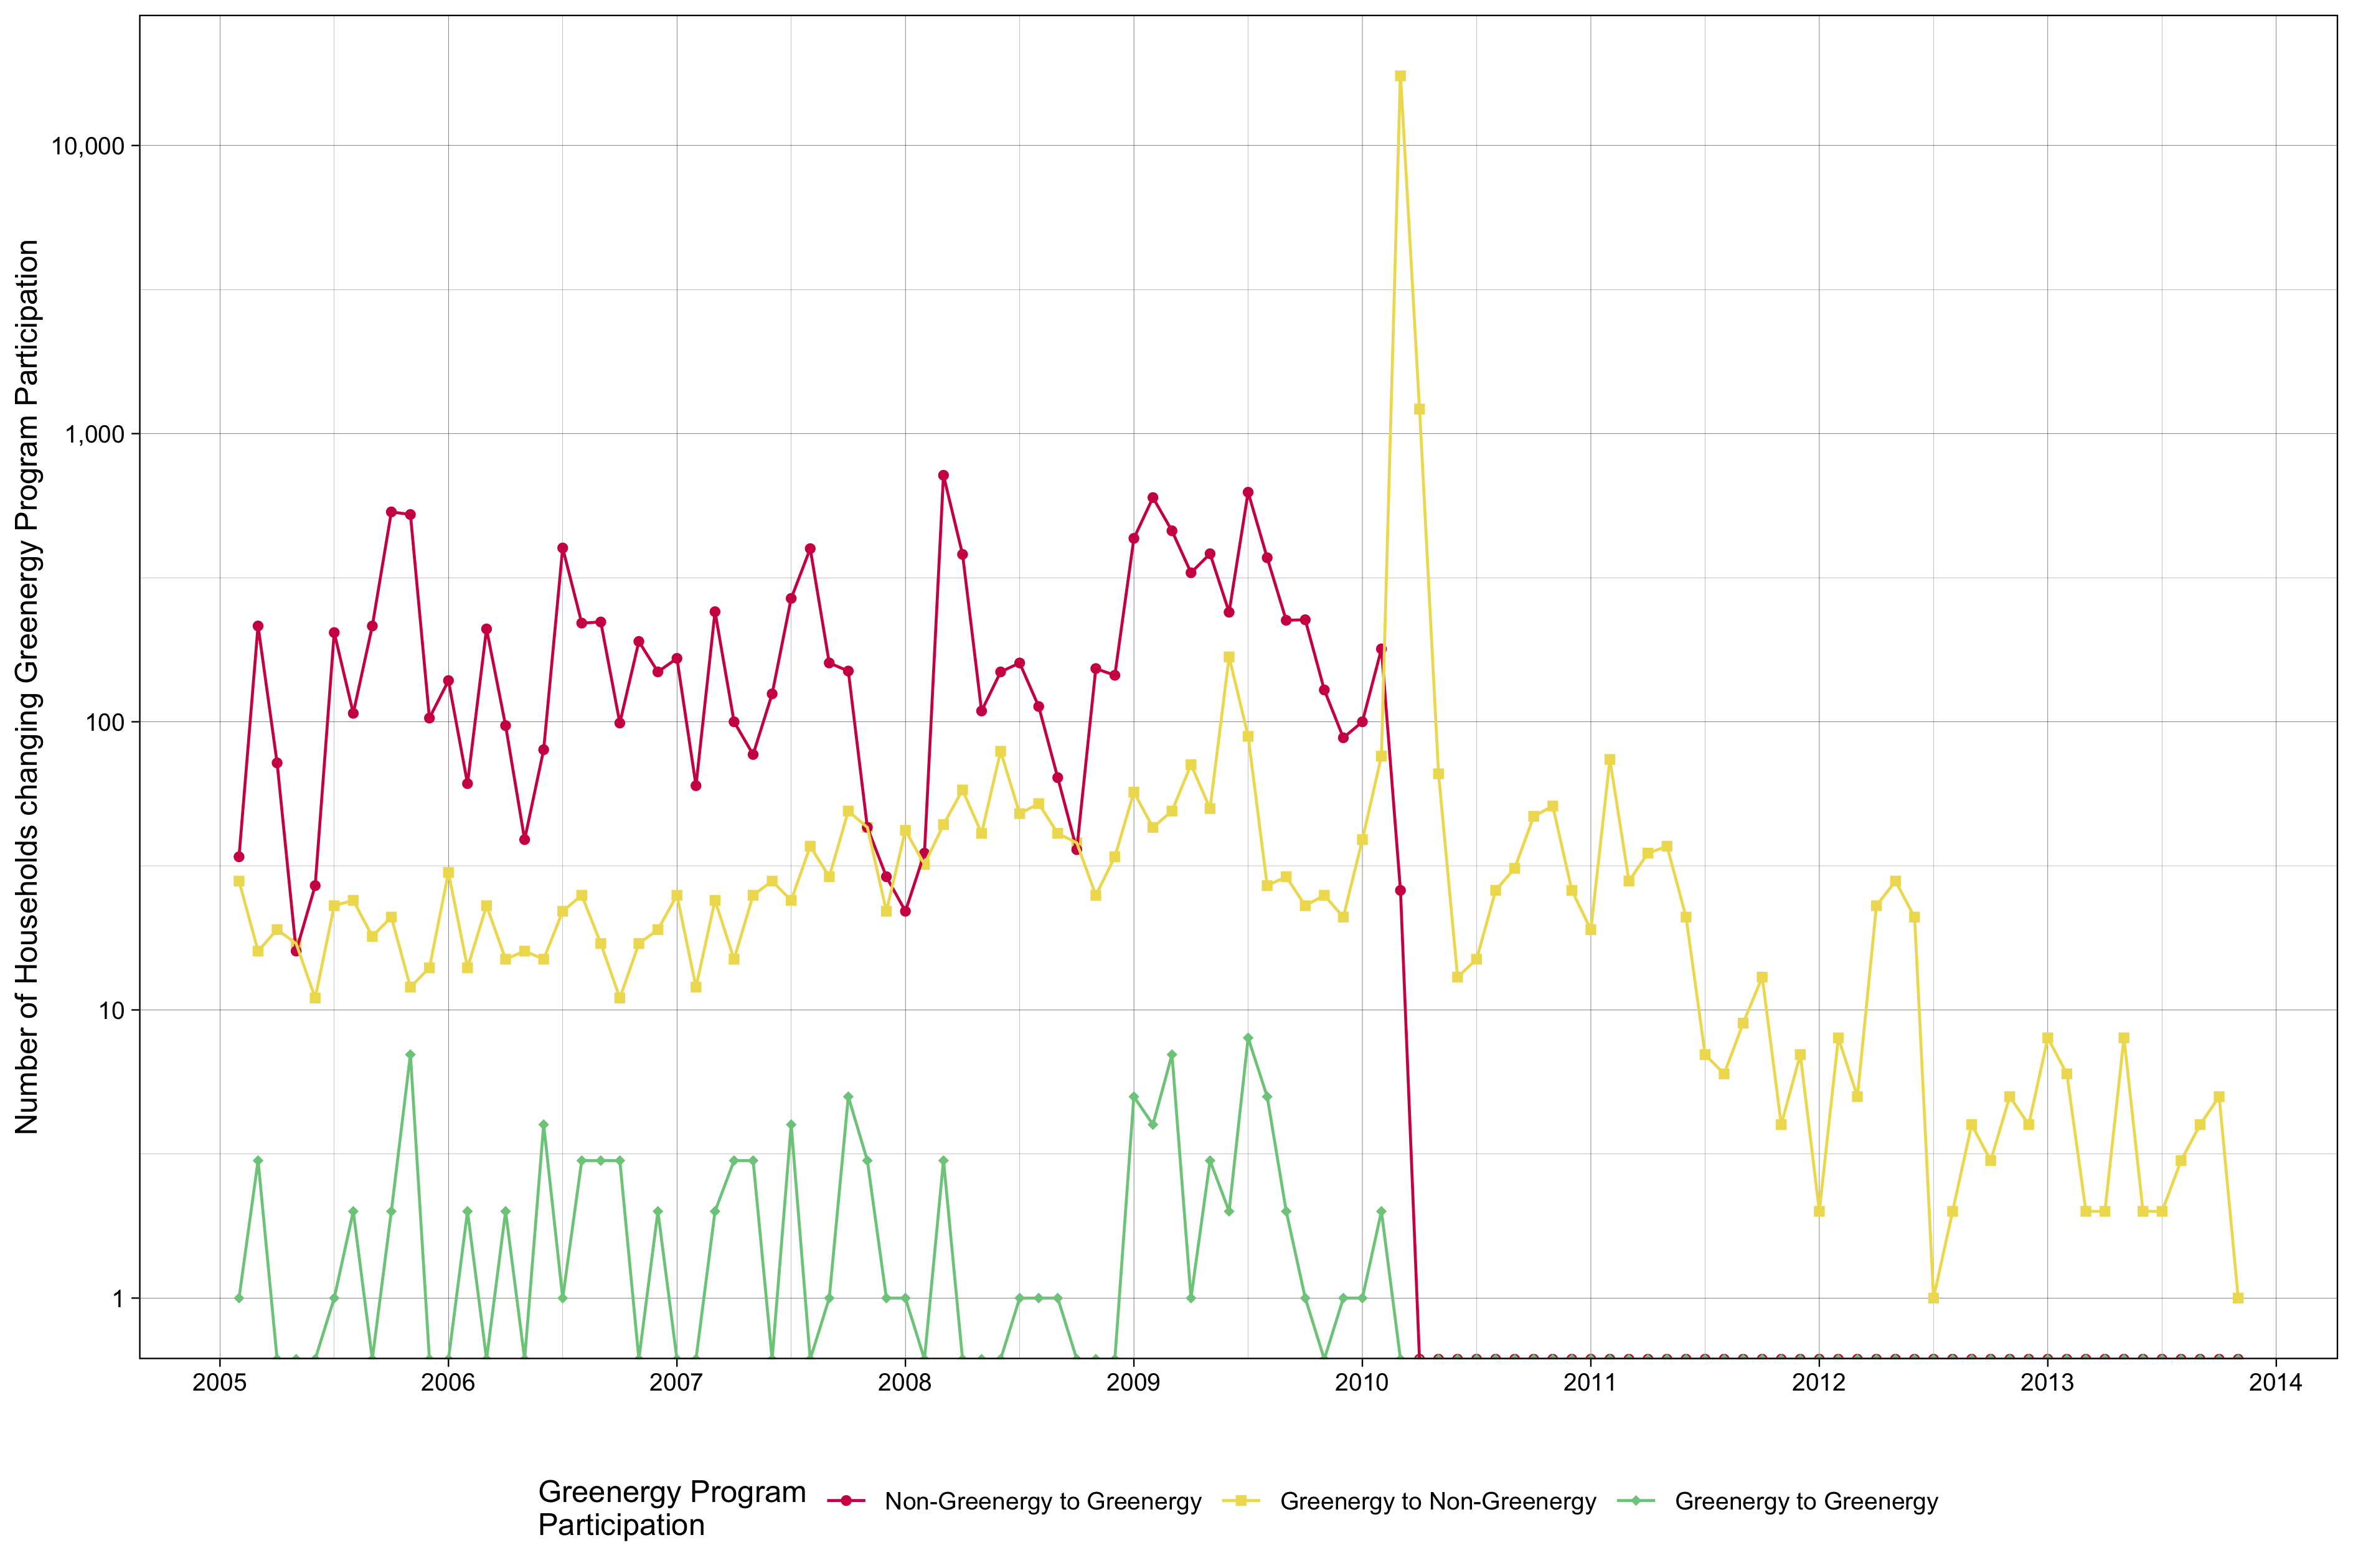 Number of Households changing Greenergy Program Participation
10,000
1,000
100
10
1
2005 2006 2007 2008 2009 2010 2011 2012 2013 2014
Greenergy Program
Participation
Non-Greenergy to Greenergy Greenergy to Non-Greenergy Greenergy to Greenergy